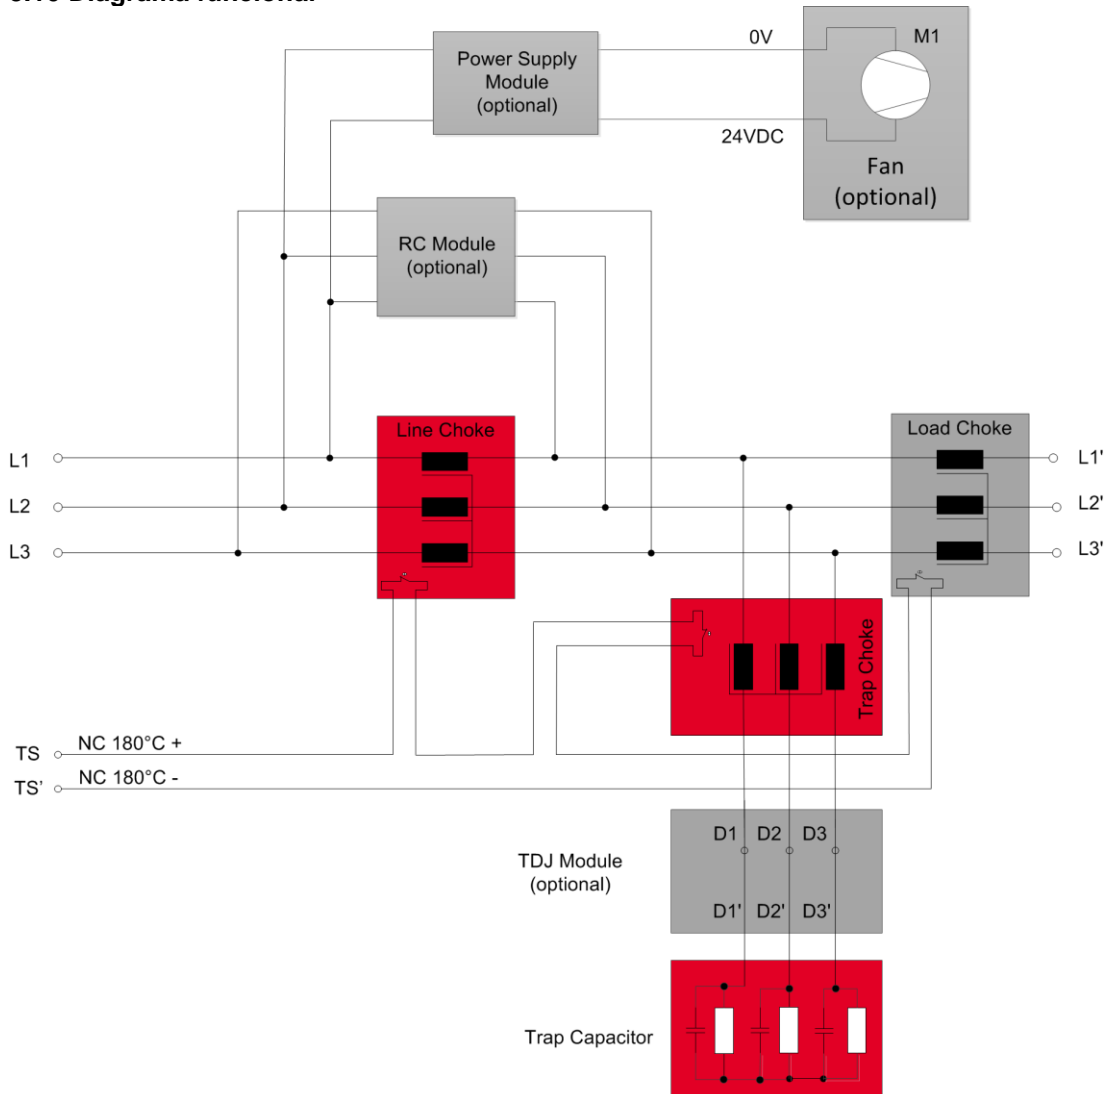 Power Supply
Module
(optional)
0V
24VDC
M1
Fan
(optional)
RC Module
(optional)
Line Choke
Load Choke
L1
L2
L3
L1'
L2'
L3'
Trap Choke
TS
NC 180°C +
TS’
NC 180°C -
TDJ Module
(optional)
D1 D2 D3
D1' D2' D3'
Trap Capacitor